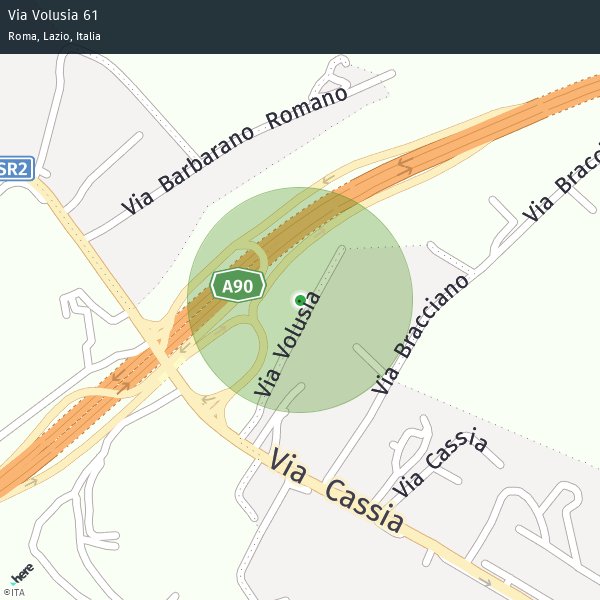 Via Volusia 61
Roma, Lazio, Italia
Via Barbarano Romano
SR2
Via Bracci
A90
Via Volusia
Via Bracciano
Via Cassia
Via Cassia
here
©ITA